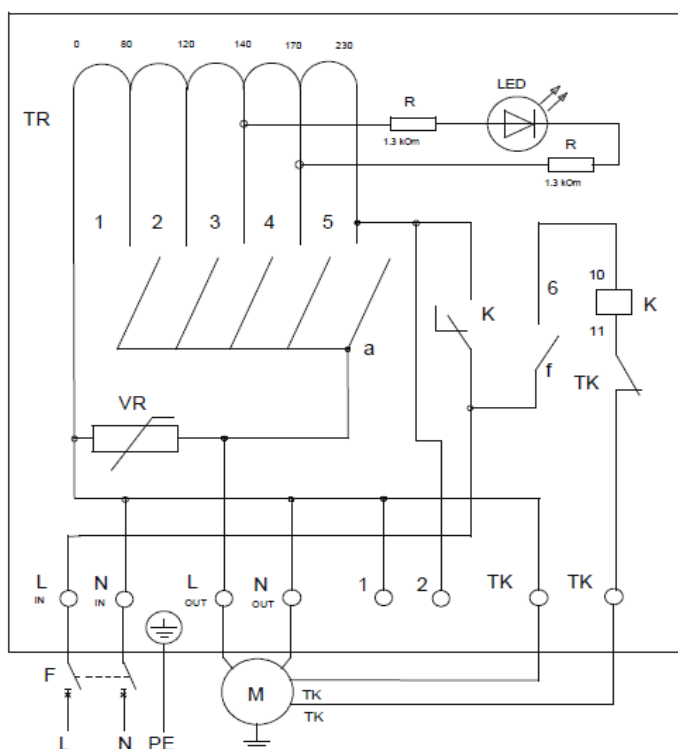 0 80 120 140 170 230
LED
TR
R
1.3 kOm
R
1.3 kOm
1 2 3 4 5
6
10
K
K
11
a
f
TK
VR
L
IN
N
IN
L
OUT
N
OUT
1
2
TK
TK
F
M
TK
TK
L N PE